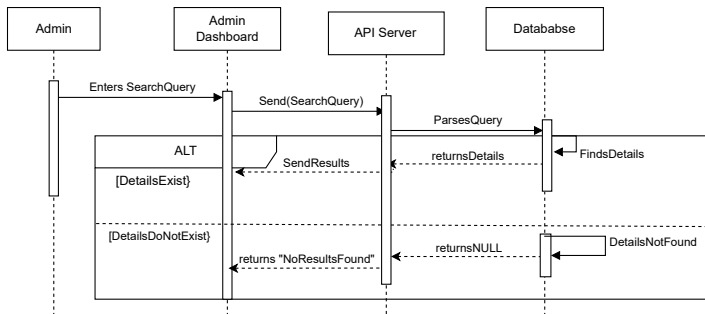 Admin
Admin
Dashboard
API Server
Datababse
Enters SearchQuery
Send(SearchQuery)
ParsesQuery
ALT
returnsDetails
FindsDetails
SendResults
[DetailsExist}
[DetailsDoNotExist}
DetailsNotFound
returnsNULL
returns "NoResultsFound"